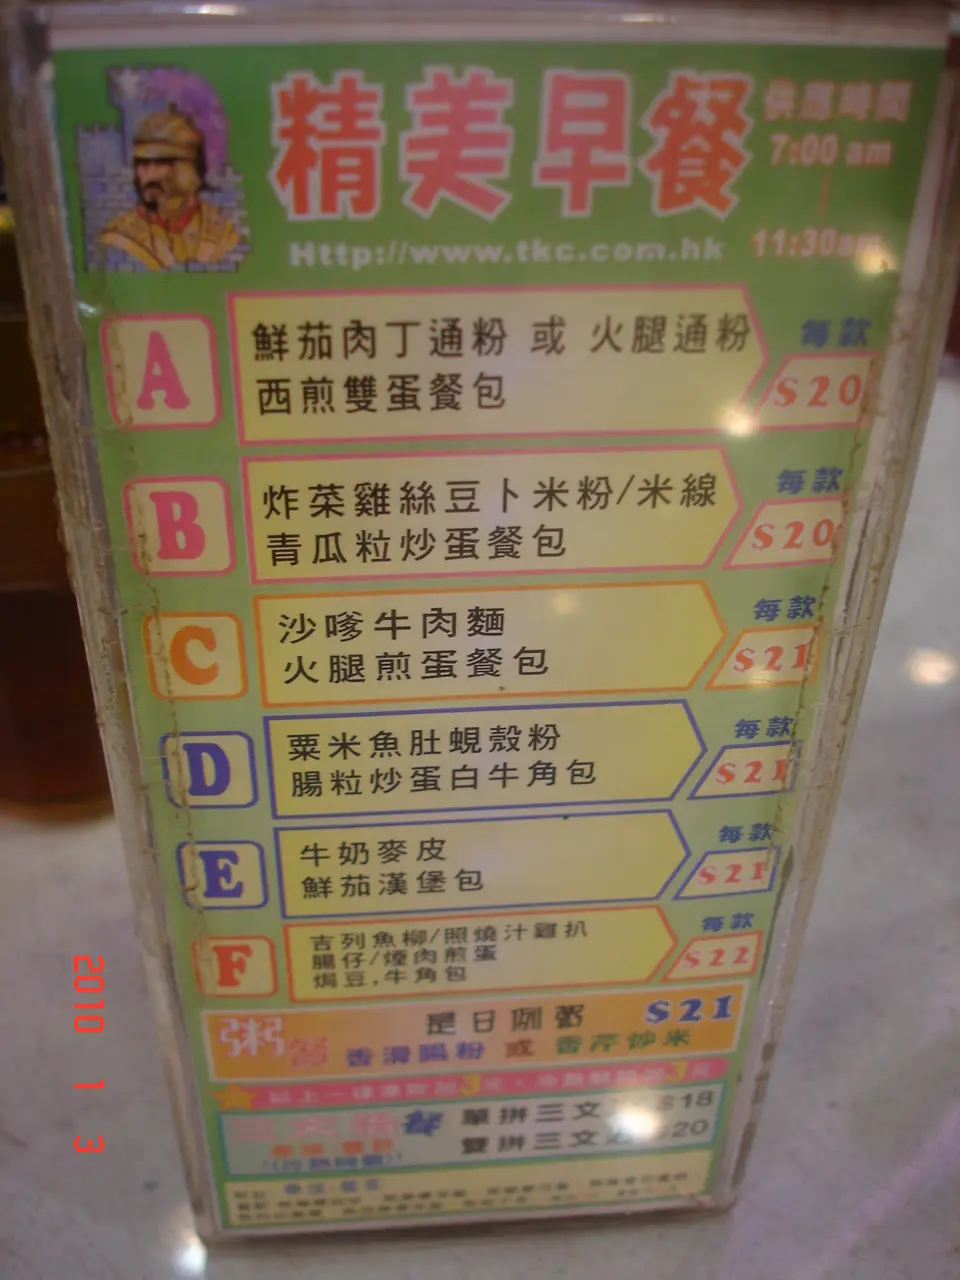 精美早餐
供應時間
7:00 am
11:30am
Http://www.tkc.com.hk
A
鮮茄肉丁通粉 或 火腿通粉
西煎雙蛋餐包
每款
$20
B
炸菜雞絲豆卜米粉/米線
青瓜粒炒蛋餐包
每款
$20
C
沙嗲牛肉麵
火腿煎蛋餐包
每款
$21
D
粟米魚肚蜆殼粉
腸粒炒蛋白牛角包
每款
$21
E
牛奶麥皮
鮮茄漢堡包
每款
$21
F
吉列魚柳/照燒汁雞扒
腸仔/煙肉煎蛋
焗豆,牛角包
每款
$22
粥餐
是日例粥 $21
香滑腸粉 或 香芹炒米
餐
單拼三文 $18
雙拼三文 $20
2010 1 3